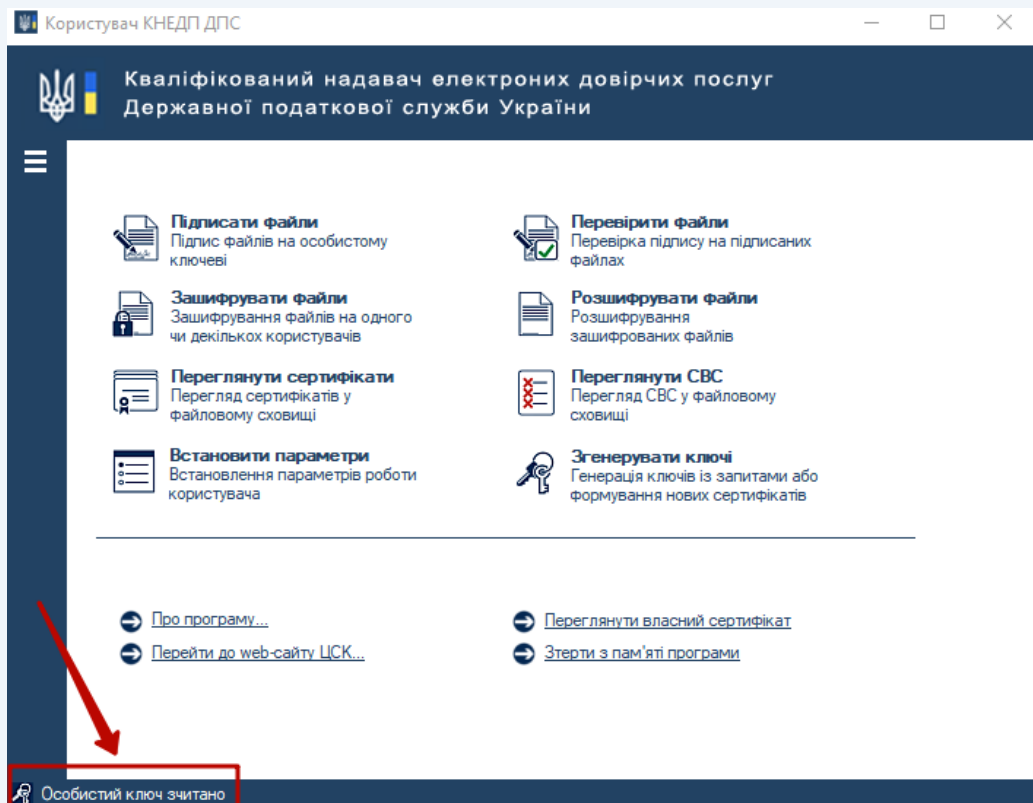 Користувач КНЕДП ДПС
Кваліфікований надавач електроних довірчих послуг
Державної податкової служби України
Підписати файли
Підпис файлів на особистому
ключеві
Перевірити файли
Перевірка підпису на підписаних
файлах
Зашифрувати файли
Зашифрування файлів на одного
чи декількох користувачів
Розшифрувати файли
Розшифрування
зашифрованих файлів
Переглянути сертифікати
Перегляд сертифікатів у
файловому сховищі
Переглянути СВС
Перегляд СВС у файловому
сховищі
Встановити параметри
Встановлення параметрів роботи
користувача
Згенерувати ключі
Генерація ключів із запитами або
формування нових сертифікатів
Про програму...
Переглянути власний сертифікат
Перейти до web-сайту ЦСК...
Зтерти з пам'яті програми
Особистий ключ зчитано